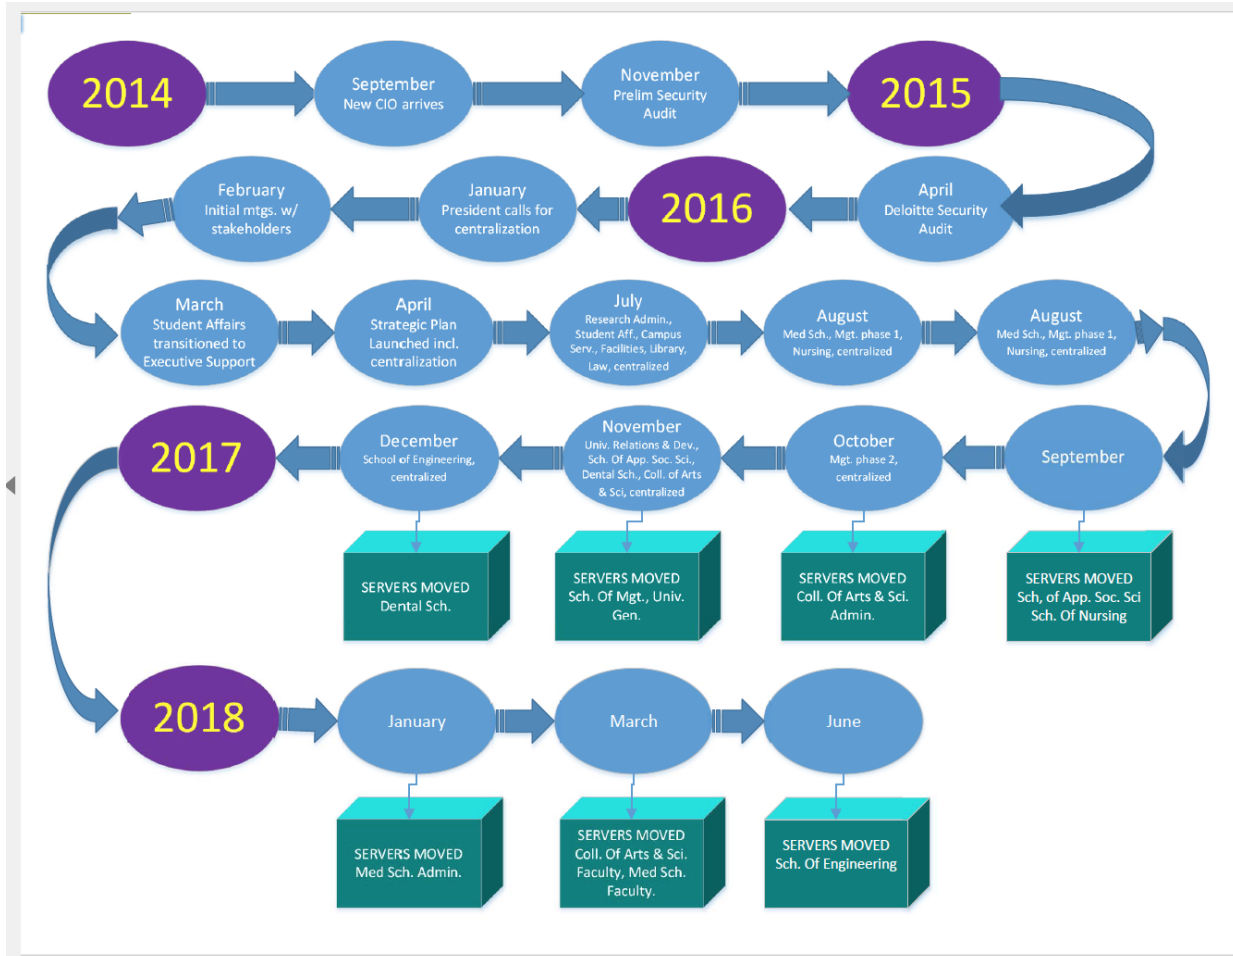 2014
September
New CIO arrives
November
Prelim Security
Audit
2015
April
Deloitte Security
Audit
2016
January
President calls for
centralization
February
Initial mtgs. w/
stakeholders
March
Student Affairs
transitioned to
Executive Support
April
Strategic Plan
Launched incl.
centralization
July
Research Admin.,
Student Aff., Campus
Serv., Facilities, Library,
Law, centralized
August
Med Sch., Mgt. phase 1,
Nursing, centralized
August
Med Sch., Mgt. phase 1,
Nursing, centralized
September
October
Mgt. phase 2,
centralized
November
Univ. Relations & Dev.,
Sch. Of App. Soc. Sci.,
Dental Sch., Coll. of Arts
& Sci, centralized
December
School of Engineering,
centralized
2017
SERVERS MOVED
Dental Sch.
SERVERS MOVED
Sch. Of Mgt., Univ.
Gen.
SERVERS MOVED
Coll. Of Arts & Sci.
Admin.
SERVERS MOVED
Sch, of App. Soc. Sci
Sch. Of Nursing
2018
January
March
June
SERVERS MOVED
Med Sch. Admin.
SERVERS MOVED
Coll. Of Arts & Sci.
Faculty, Med Sch.
Faculty.
SERVERS MOVED
Sch. Of Engineering